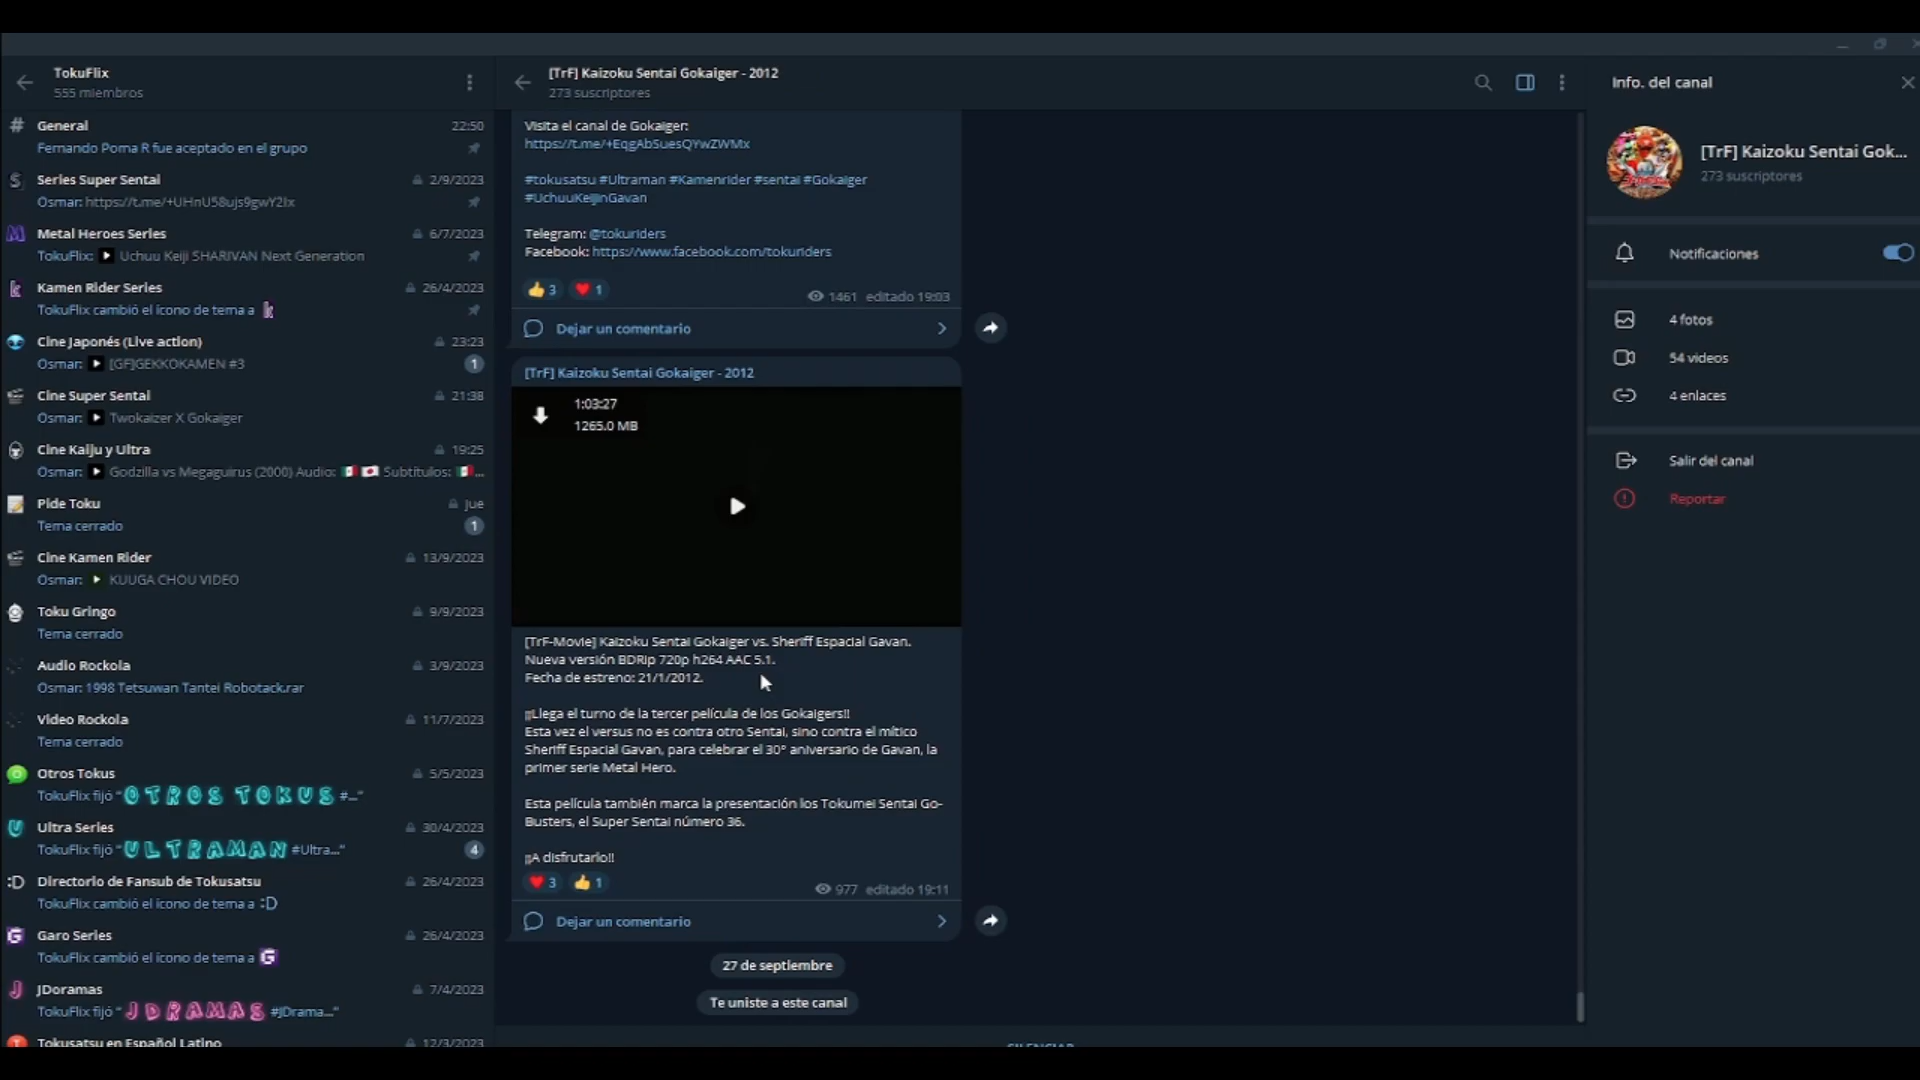 TokuFlix
555 miembros
General 22:50
Fernando Poma R fue aceptado en el grupo
Series Super Sentai 2/9/2023
Osmar: https://t.me/+UHnU58ujs9gwY2Ix
Metal Heroes Series 6/7/2023
TokuFlix: Uchuu Keiji SHARIVAN Next Generation
Kamen Rider Series 26/4/2023
TokuFlix cambió el ícono de tema a
Cine Japonés (Live action) 23:23
Osmar: [GF]GEKKOKAMEN #3 1
Cine Super Sentai 21:38
Osmar: Twokaizer X Gokaiger
Cine Kaiju y Ultra 19:25
Osmar: Godzilla vs Megaguirus (2000) Audio: Subtítulos: ...
Pide Toku jue
Tema cerrado 1
Cine Kamen Rider 13/9/2023
Osmar: KUUGA CHOU VIDEO
Toku Gringo 9/9/2023
Tema cerrado
Audio Rockola 3/9/2023
Osmar: 1998 Tetsuwan Tantei Robotack.rar
Video Rockola 11/7/2023
Tema cerrado
Otros Tokus 5/5/2023
TokuFlix fijó "OTROS TOKUS #..."
Ultra Series 30/4/2023
TokuFlix fijó "ULTRAMAN #Ultra..." 4
Directorio de Fansub de Tokusatsu 26/4/2023
TokuFlix cambió el ícono de tema a :D
Garo Series 26/4/2023
TokuFlix cambió el ícono de tema a G
JDoramas 7/4/2023
TokuFlix fijó "JDRAMAS #JDrama..."
Tokusatsu en Español Latino 12/3/2023
[TrF] Kaizoku Sentai Gokaiger - 2012
273 suscriptores
Visita el canal de Gokaiger:
https://t.me/+EqgAbSuesQYwZWMx
#tokusatsu #Ultraman #Kamenrider #sentai #Gokaiger
#UchuuKeijinGavan
Telegram: @tokuriders
Facebook: https://www.facebook.com/tokuriders
3 1 1461 editado 19:03
Dejar un comentario
[TrF] Kaizoku Sentai Gokaiger - 2012
1:03:27
1265.0 MB
[TrF-Movie] Kaizoku Sentai Gokaiger vs. Sheriff Espacial Gavan.
Nueva versión BDRip 720p h264 AAC 5.1.
Fecha de estreno: 21/1/2012.
¡¡Llega el turno de la tercer película de los Gokaigers!!
Esta vez el versus no es contra otro Sentai, sino contra el mítico
Sheriff Espacial Gavan, para celebrar el 30° aniversario de Gavan, la
primer serie Metal Hero.
Esta película también marca la presentación los Tokumei Sentai Go-
Busters, el Super Sentai número 36.
¡¡A disfrutarlo!!
3 1 977 editado 19:11
Dejar un comentario
27 de septiembre
Te uniste a este canal
SILENCIAR
Info. del canal
[TrF] Kaizoku Sentai Gok...
273 suscriptores
Notificaciones
4 fotos
54 videos
4 enlaces
Salir del canal
Reportar